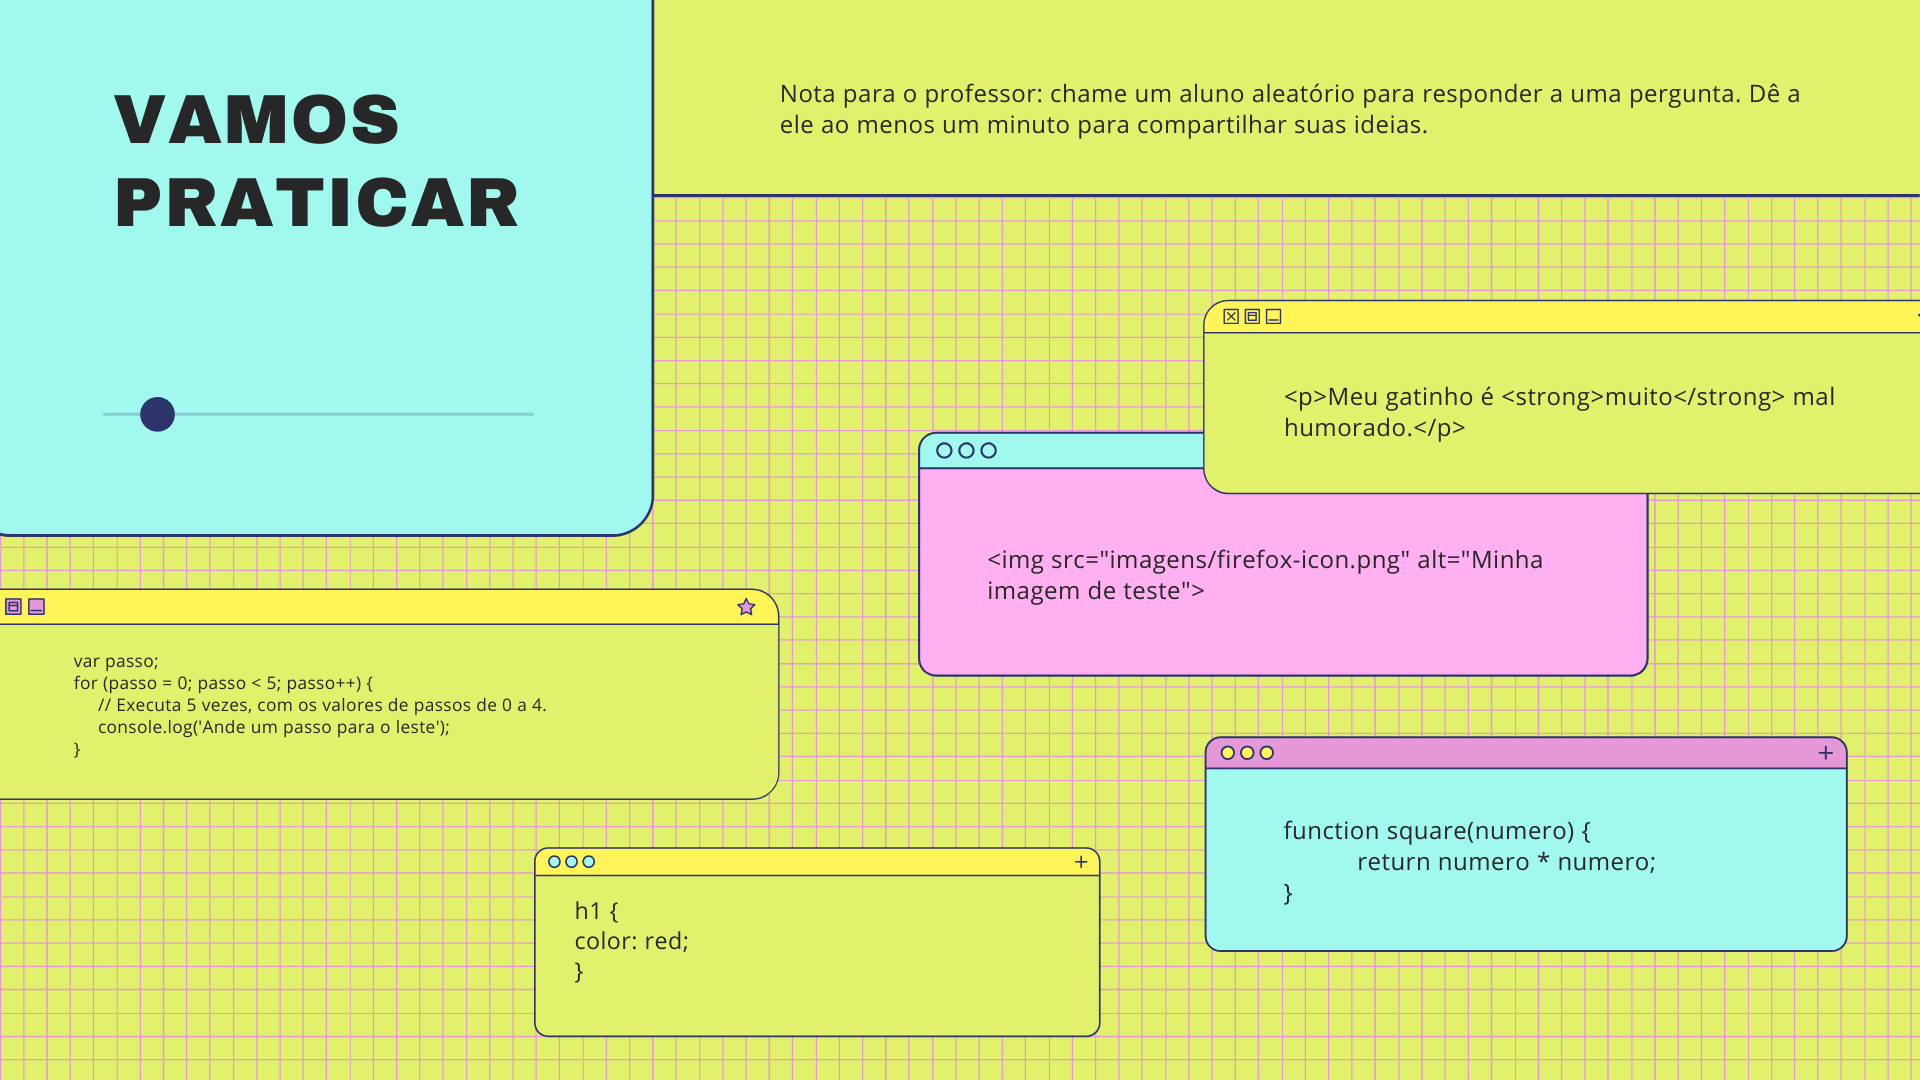 VAMOS
PRATICAR
Nota para o professor: chame um aluno aleatório para responder a uma pergunta. Dê a
ele ao menos um minuto para compartilhar suas ideias.
<p>Meu gatinho é <strong>muito</strong> mal
humorado.</p>
<img src="imagens/firefox-icon.png" alt="Minha
imagem de teste">
var passo;
for (passo = 0; passo < 5; passo++) {
// Executa 5 vezes, com os valores de passos de 0 a 4.
console.log('Ande um passo para o leste');
}
function square(numero) {
return numero * numero;
}
h1 {
color: red;
}